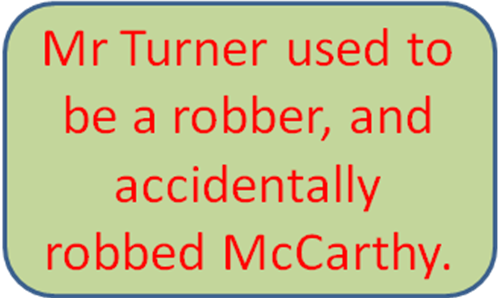 Mr Turner used to
be a robber, and
accidentally
robbed McCarthy.